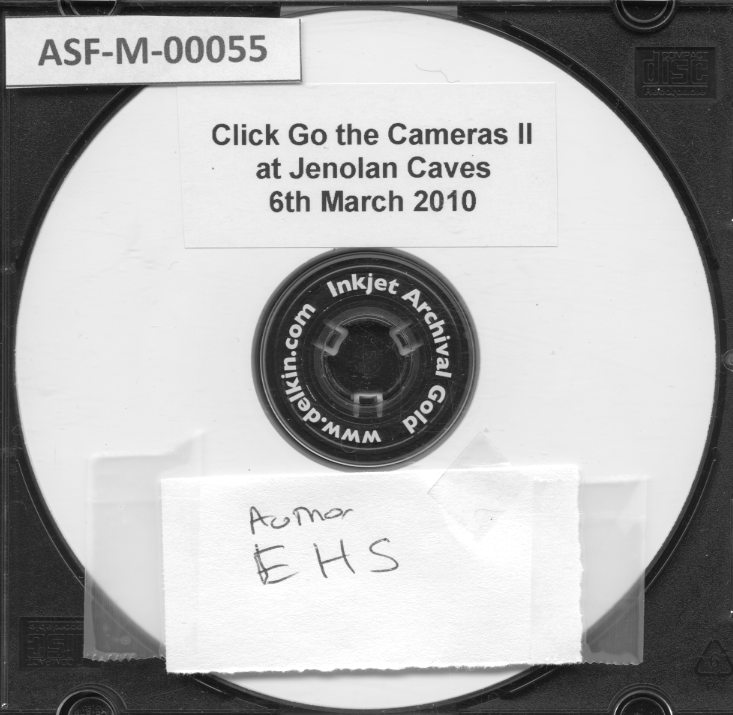 ASF-M-00055
Click Go the Cameras II
at Jenolan Caves
6th March 2010
Inkjet Archival Gold
www.delkin.com
Author
EHS
disc